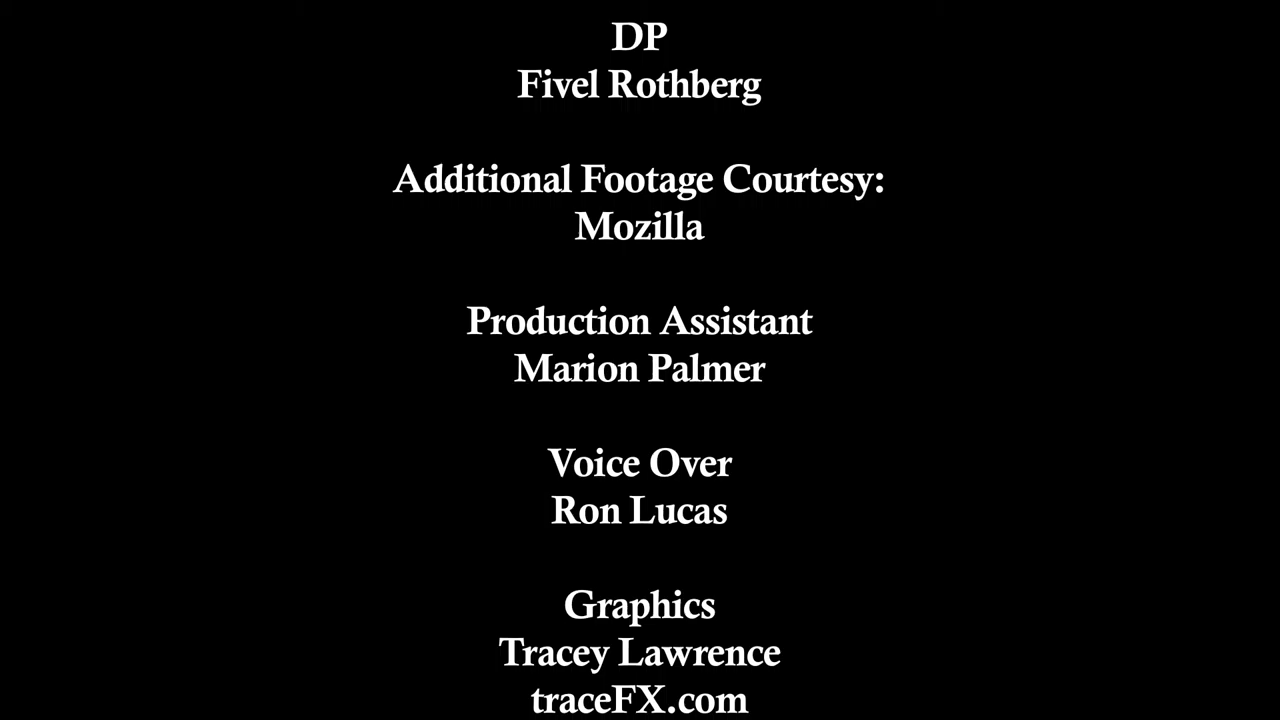 DP
Fivel Rothberg
Additional Footage Courtesy:
Mozilla
Production Assistant
Marion Palmer
Voice Over
Ron Lucas
Graphics
Tracey Lawrence
traceFX.com